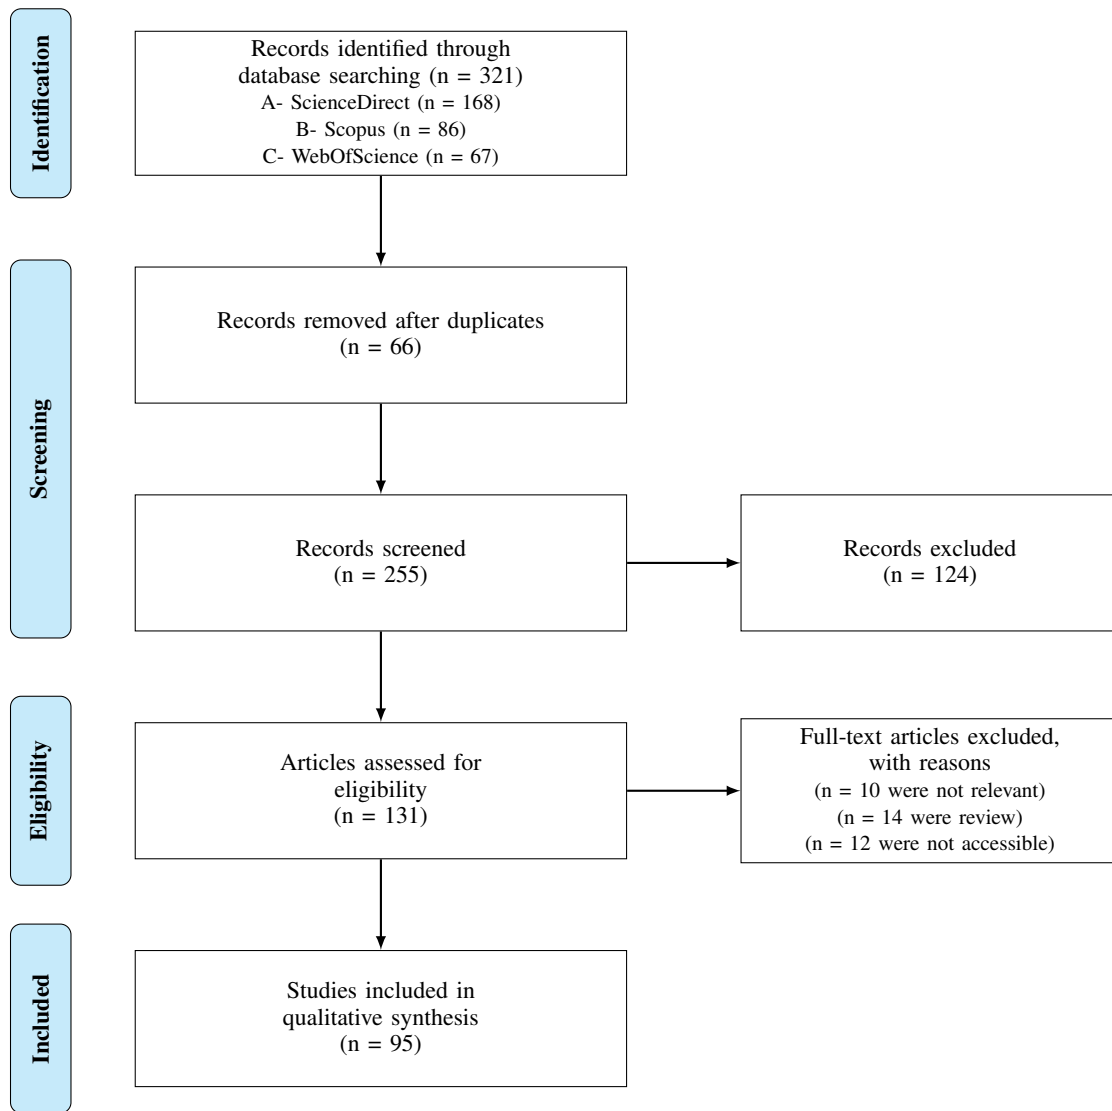 Identification
Records identified through
database searching (n = 321)
A- ScienceDirect (n = 168)
B- Scopus (n = 86)
C- WebOfScience (n = 67)
Screening
Records removed after duplicates
(n = 66)
Records screened
(n = 255)
Records excluded
(n = 124)
Eligibility
Articles assessed for
eligibility
(n = 131)
Full-text articles excluded,
with reasons
(n = 10 were not relevant)
(n = 14 were review)
(n = 12 were not accessible)
Included
Studies included in
qualitative synthesis
(n = 95)